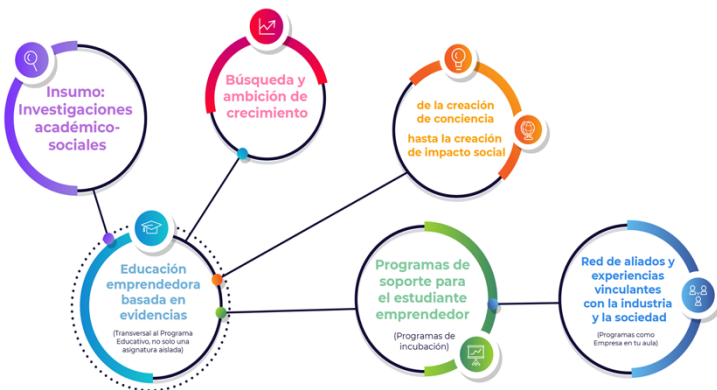 Insumo:
Investigaciones
académico-
sociales
Búsqueda y
ambición de
crecimiento
de la creación
de conciencia
hasta la creación
de impacto social
Educación
emprendedora
basada en
evidencias
(Transversal al Programa
Educativo, no solo una
asignatura aislada)
Programas de
soporte para
el estudiante
emprendedor
(Programas de
incubación)
Red de aliados y
experiencias
vinculantes
con la industria
y la sociedad
(Programas como
Empresa en tu aula)